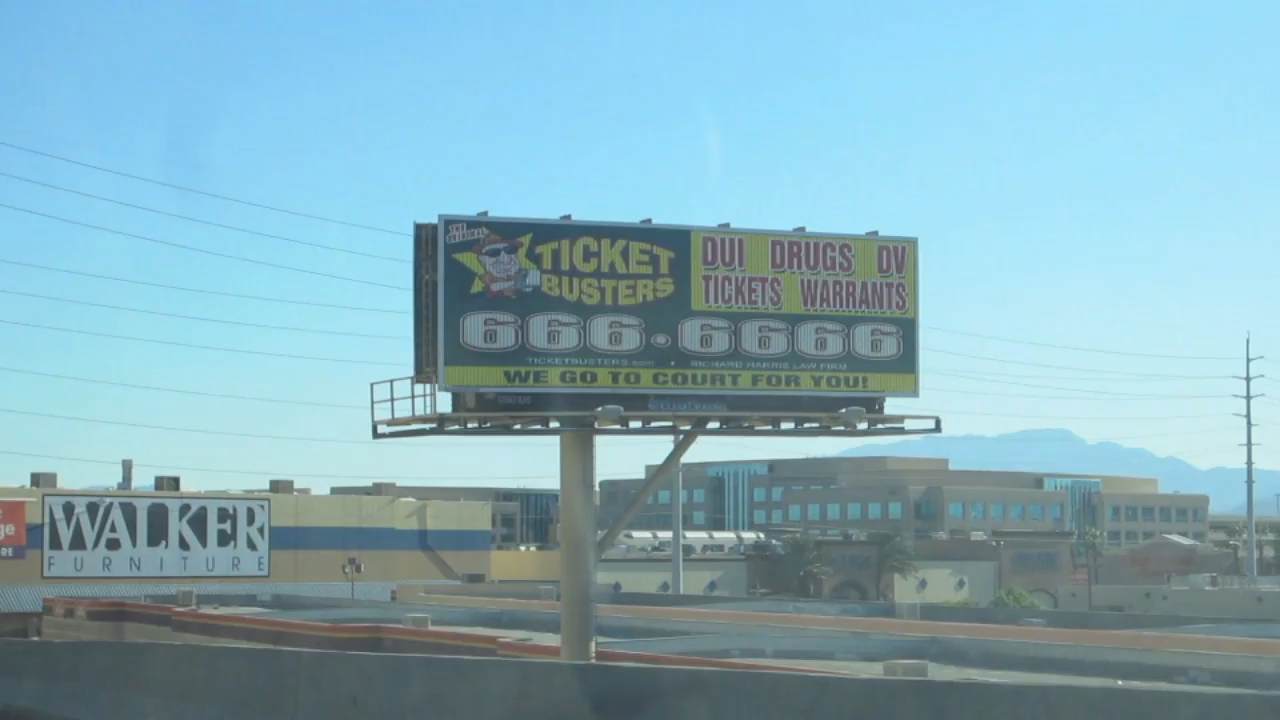 THE
ORIGINAL
TICKET
BUSTERS
DUI DRUGS DV
TICKETS WARRANTS
666·6666
TICKETBUSTERS.com • RICHARD HARRIS LAW FIRM
WE GO TO COURT FOR YOU!
WALKER
FURNITURE